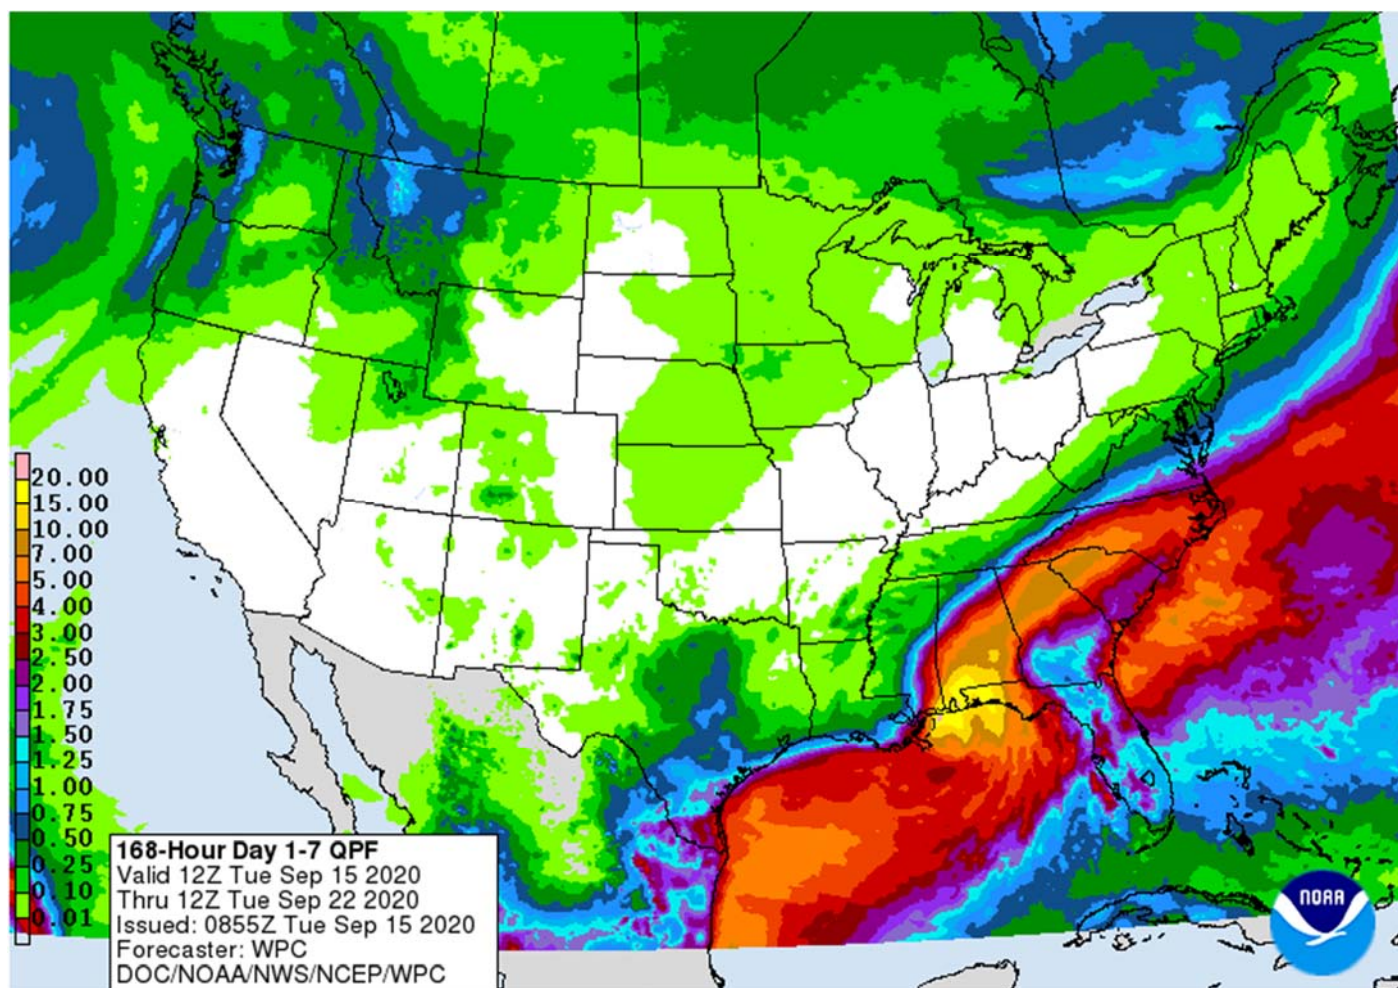 20.00
15.00
10.00
7.00
5.00
4.00
3.00
2.50
2.00
1.75
1.50
1.25
1.00
0.75
0.50
0.25
0.10
0.01
168-Hour Day 1-7 QPF
Valid 12Z Tue Sep 15 2020
Thru 12Z Tue Sep 22 2020
Issued: 0855Z Tue Sep 15 2020
Forecaster: WPC
DOC/NOAA/NWS/NCEP/WPC
NOAA